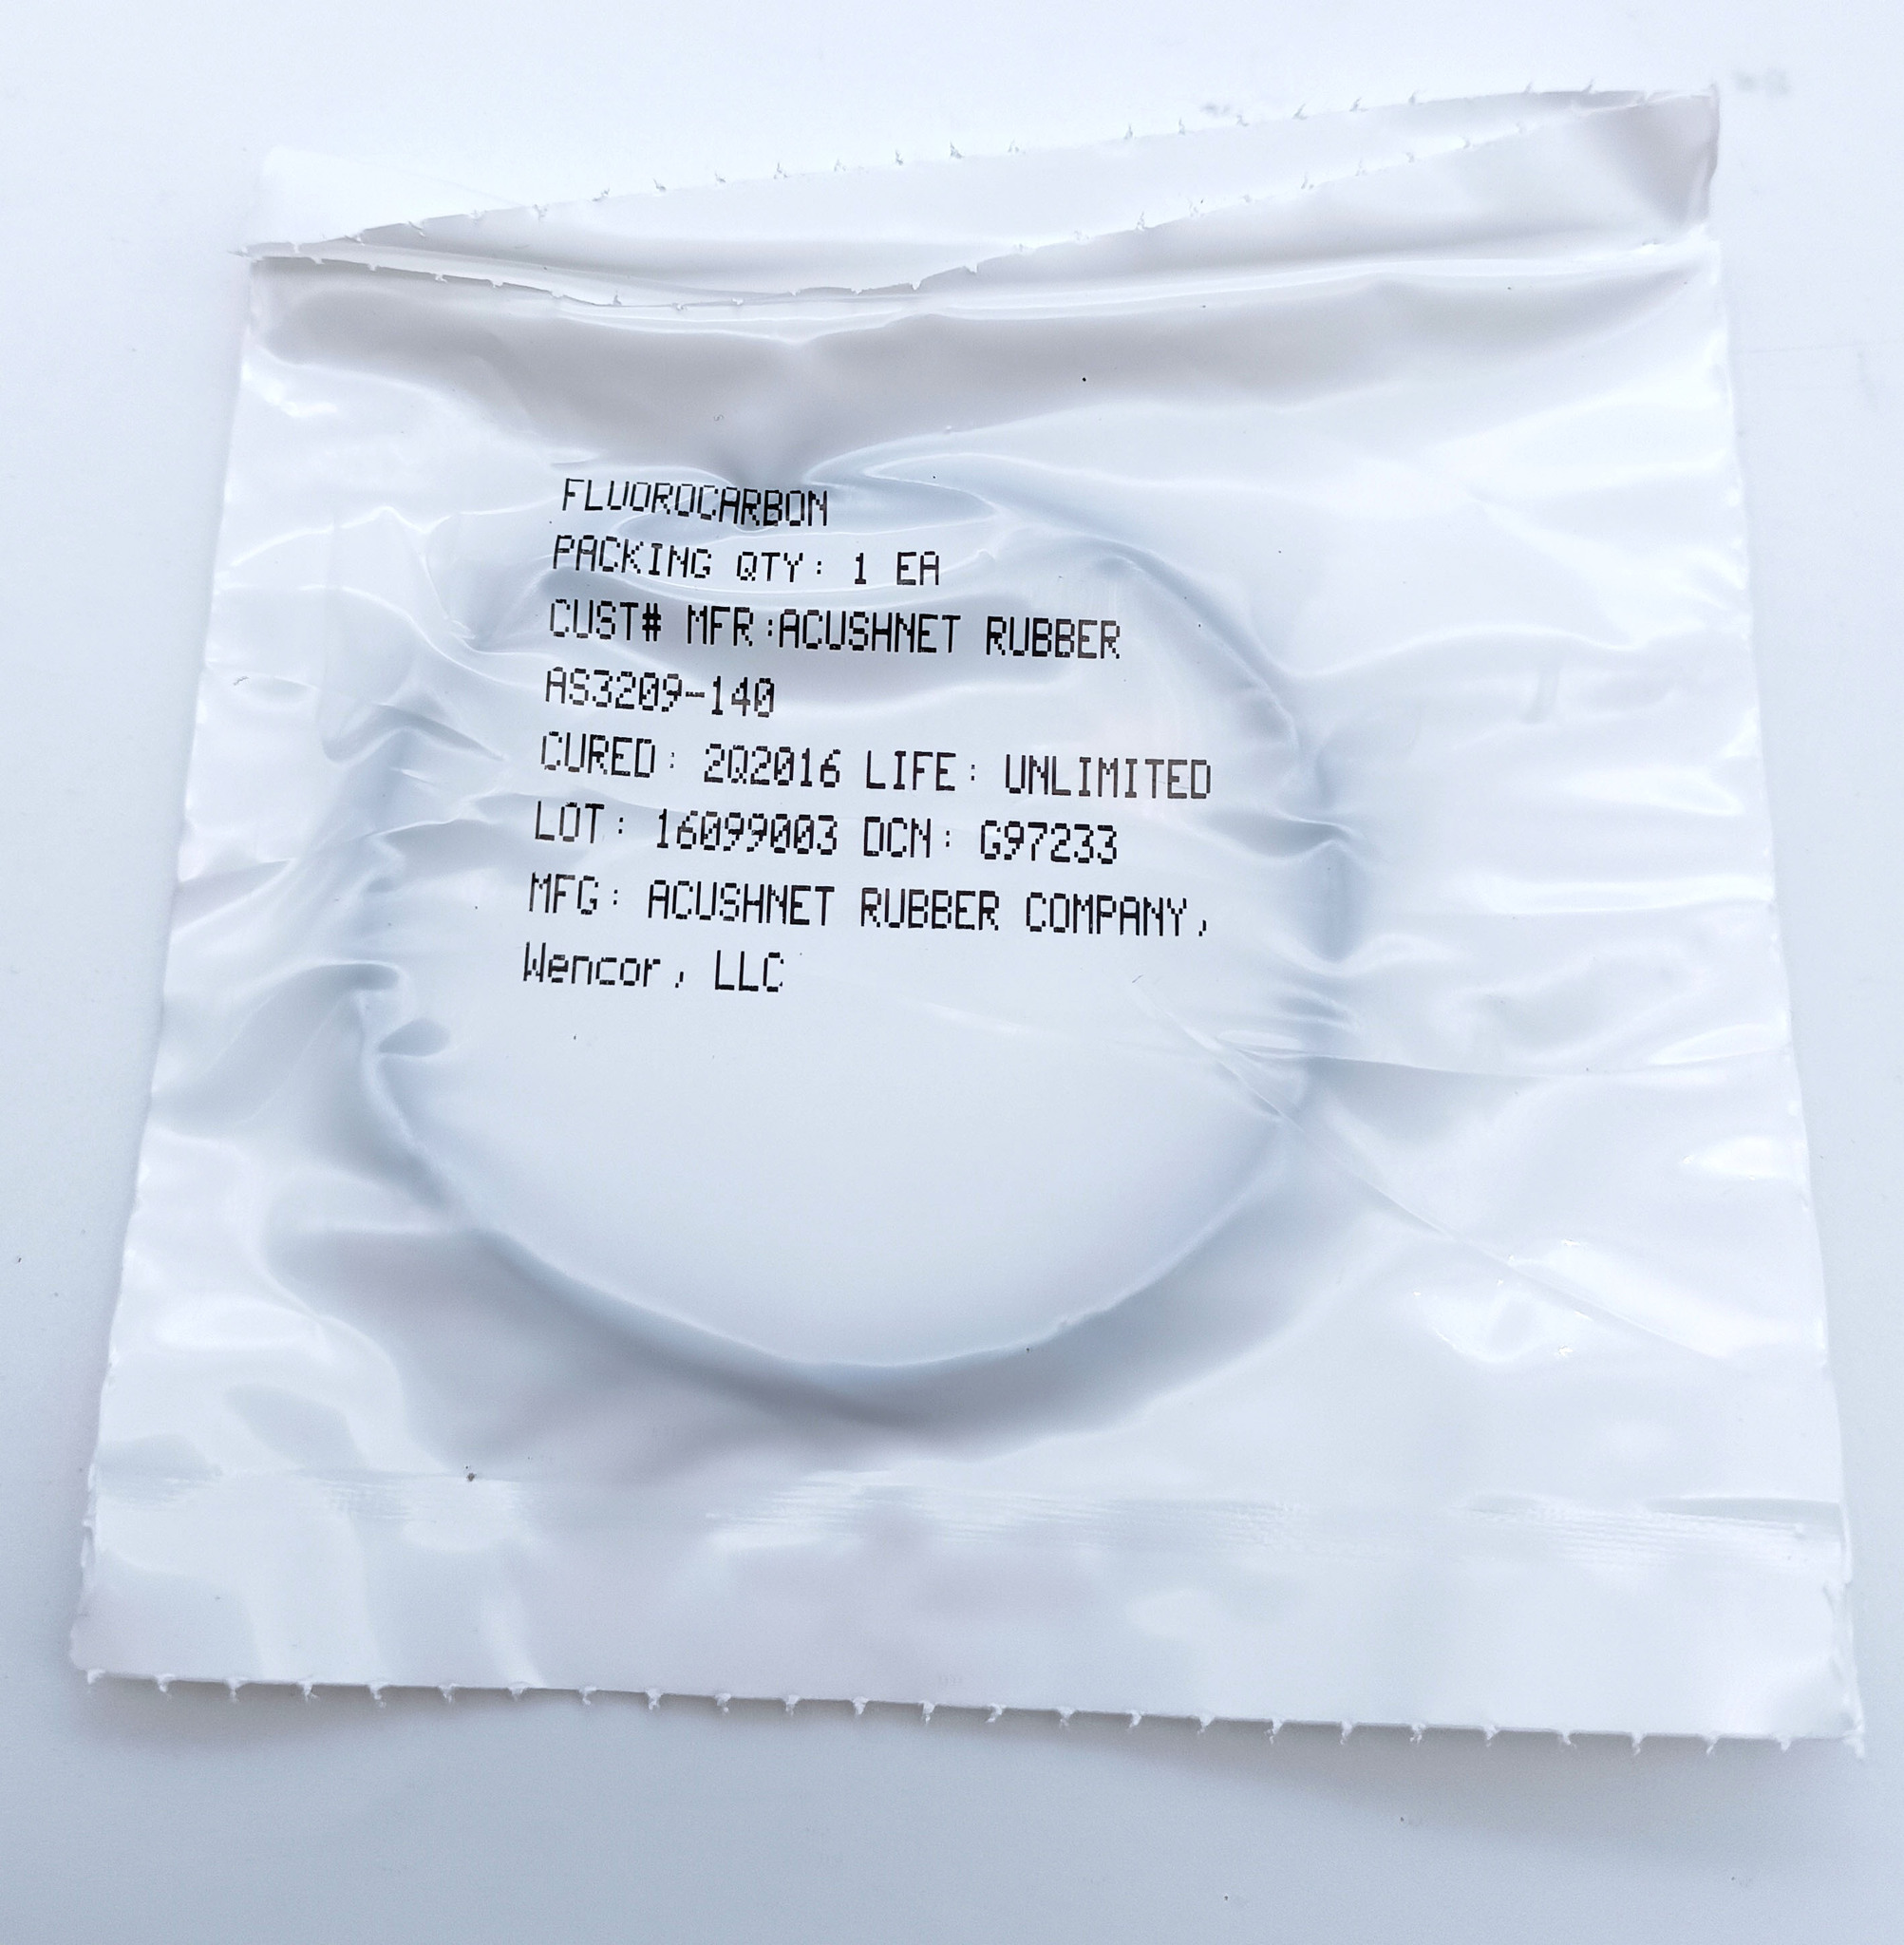 FLUOROCARBON
PACKING QTY: 1 EA
CUST# MFR:ACUSHNET RUBBER
AS3209-140
CURED: 2Q2016 LIFE: UNLIMITED
LOT: 16099003 DCN: G97233
MFG: ACUSHNET RUBBER COMPANY,
Wencor, LLC